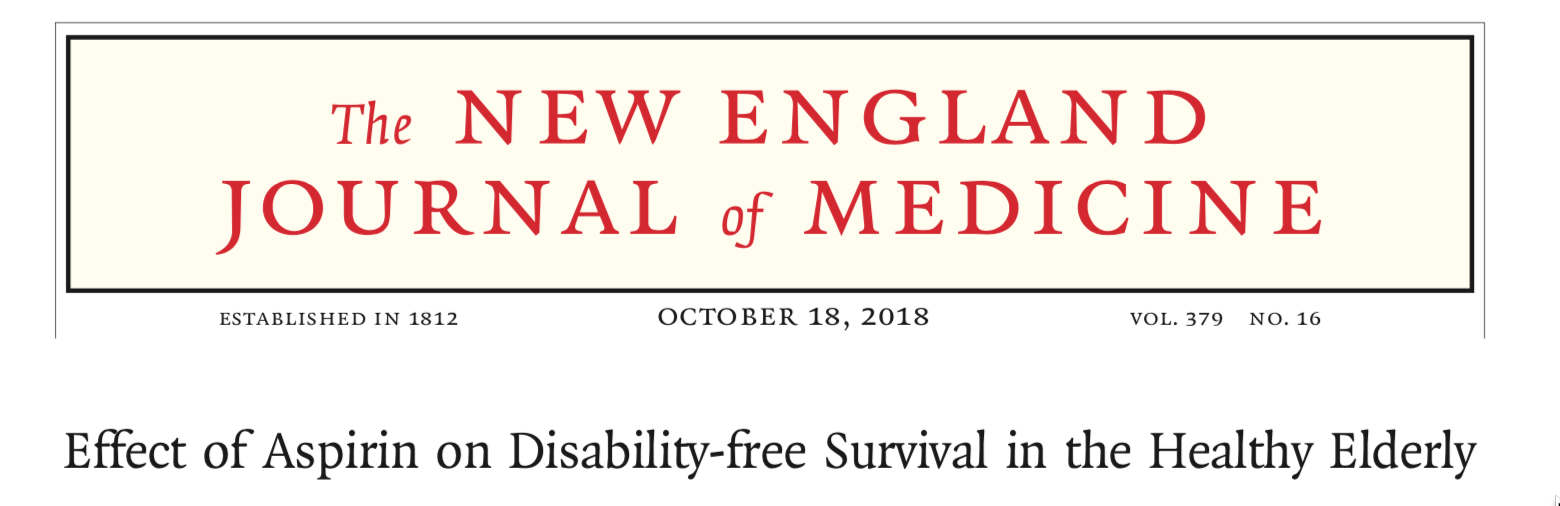 The NEW ENGLAND
JOURNAL of MEDICINE
ESTABLISHED IN 1812 OCTOBER 18, 2018 VOL. 379 NO. 16
Effect of Aspirin on Disability-free Survival in the Healthy Elderly